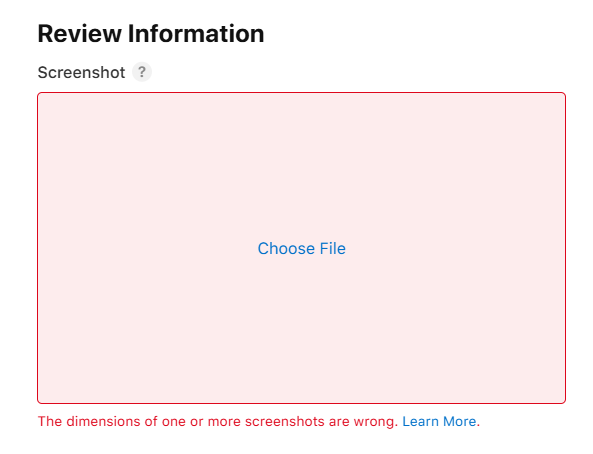 Review Information
Screenshot ?
Choose File
The dimensions of one or more screenshots are wrong. Learn More.